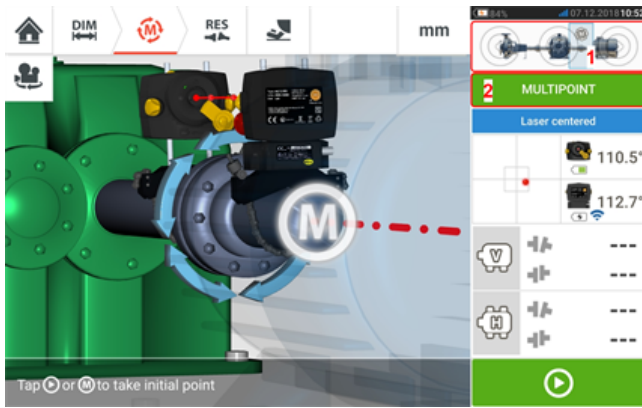 DIM
M
RES
mm
84%
07.12.2018 10:52
1
2 MULTIPOINT
Laser centered
110.5°
112.7°
M
V
---
---
H
---
---
Tap or M to take initial point